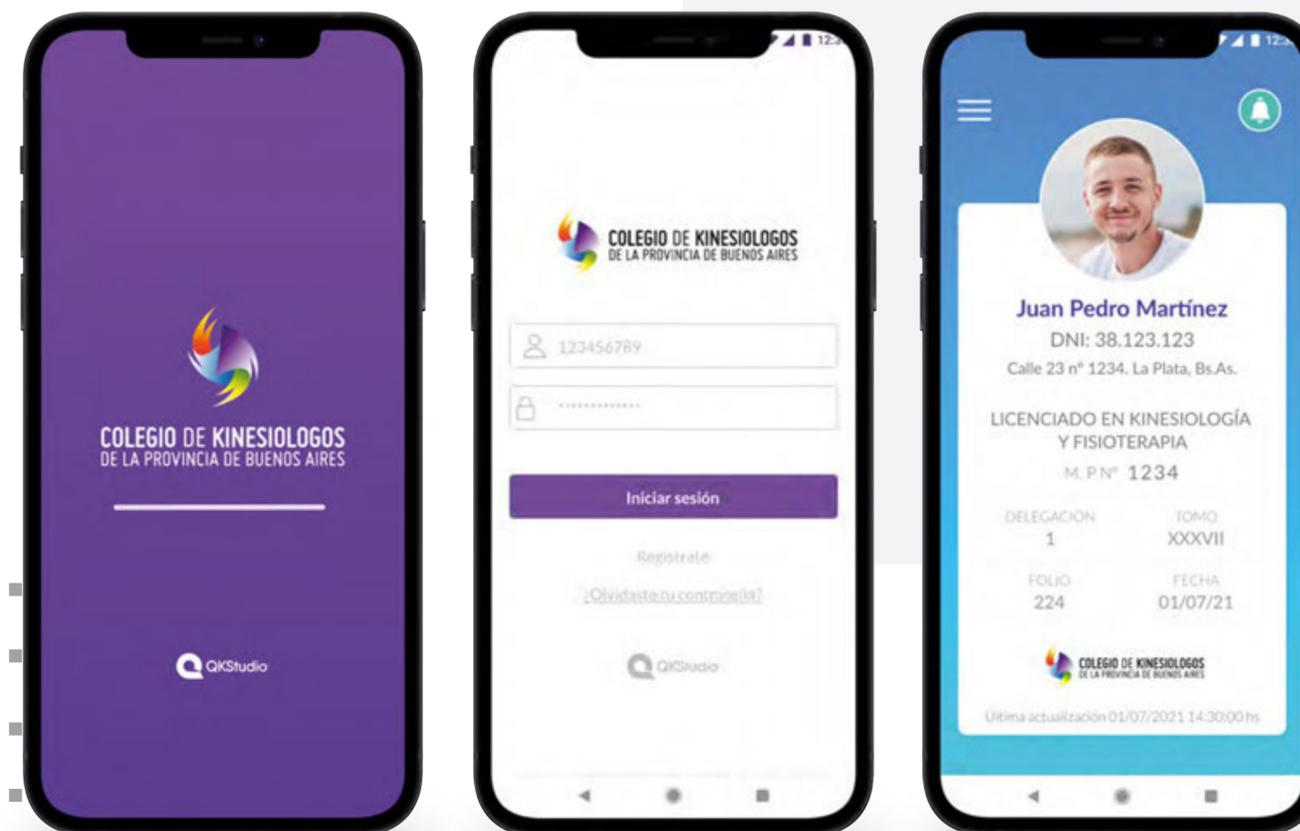 COLEGIO DE KINESIOLOGOS
DE LA PROVINCIA DE BUENOS AIRES
QKStudio
COLEGIO DE KINESIOLOGOS
DE LA PROVINCIA DE BUENOS AIRES
123456789
Iniciar sesión
Registrate
¿Olvidaste tu contraseña?
QKStudio
Juan Pedro Martínez
DNI: 38.123.123
Calle 23 nº 1234. La Plata, Bs.As.
LICENCIADO EN KINESIOLOGÍA
Y FISIOTERAPIA
M. P Nº 1234
DELEGACION TOMO
1 XXXVII
FOLIO FECHA
224 01/07/21
COLEGIO DE KINESIOLOGOS
DE LA PROVINCIA DE BUENOS AIRES
Última actualización 01/07/2021 14:30:00 hs